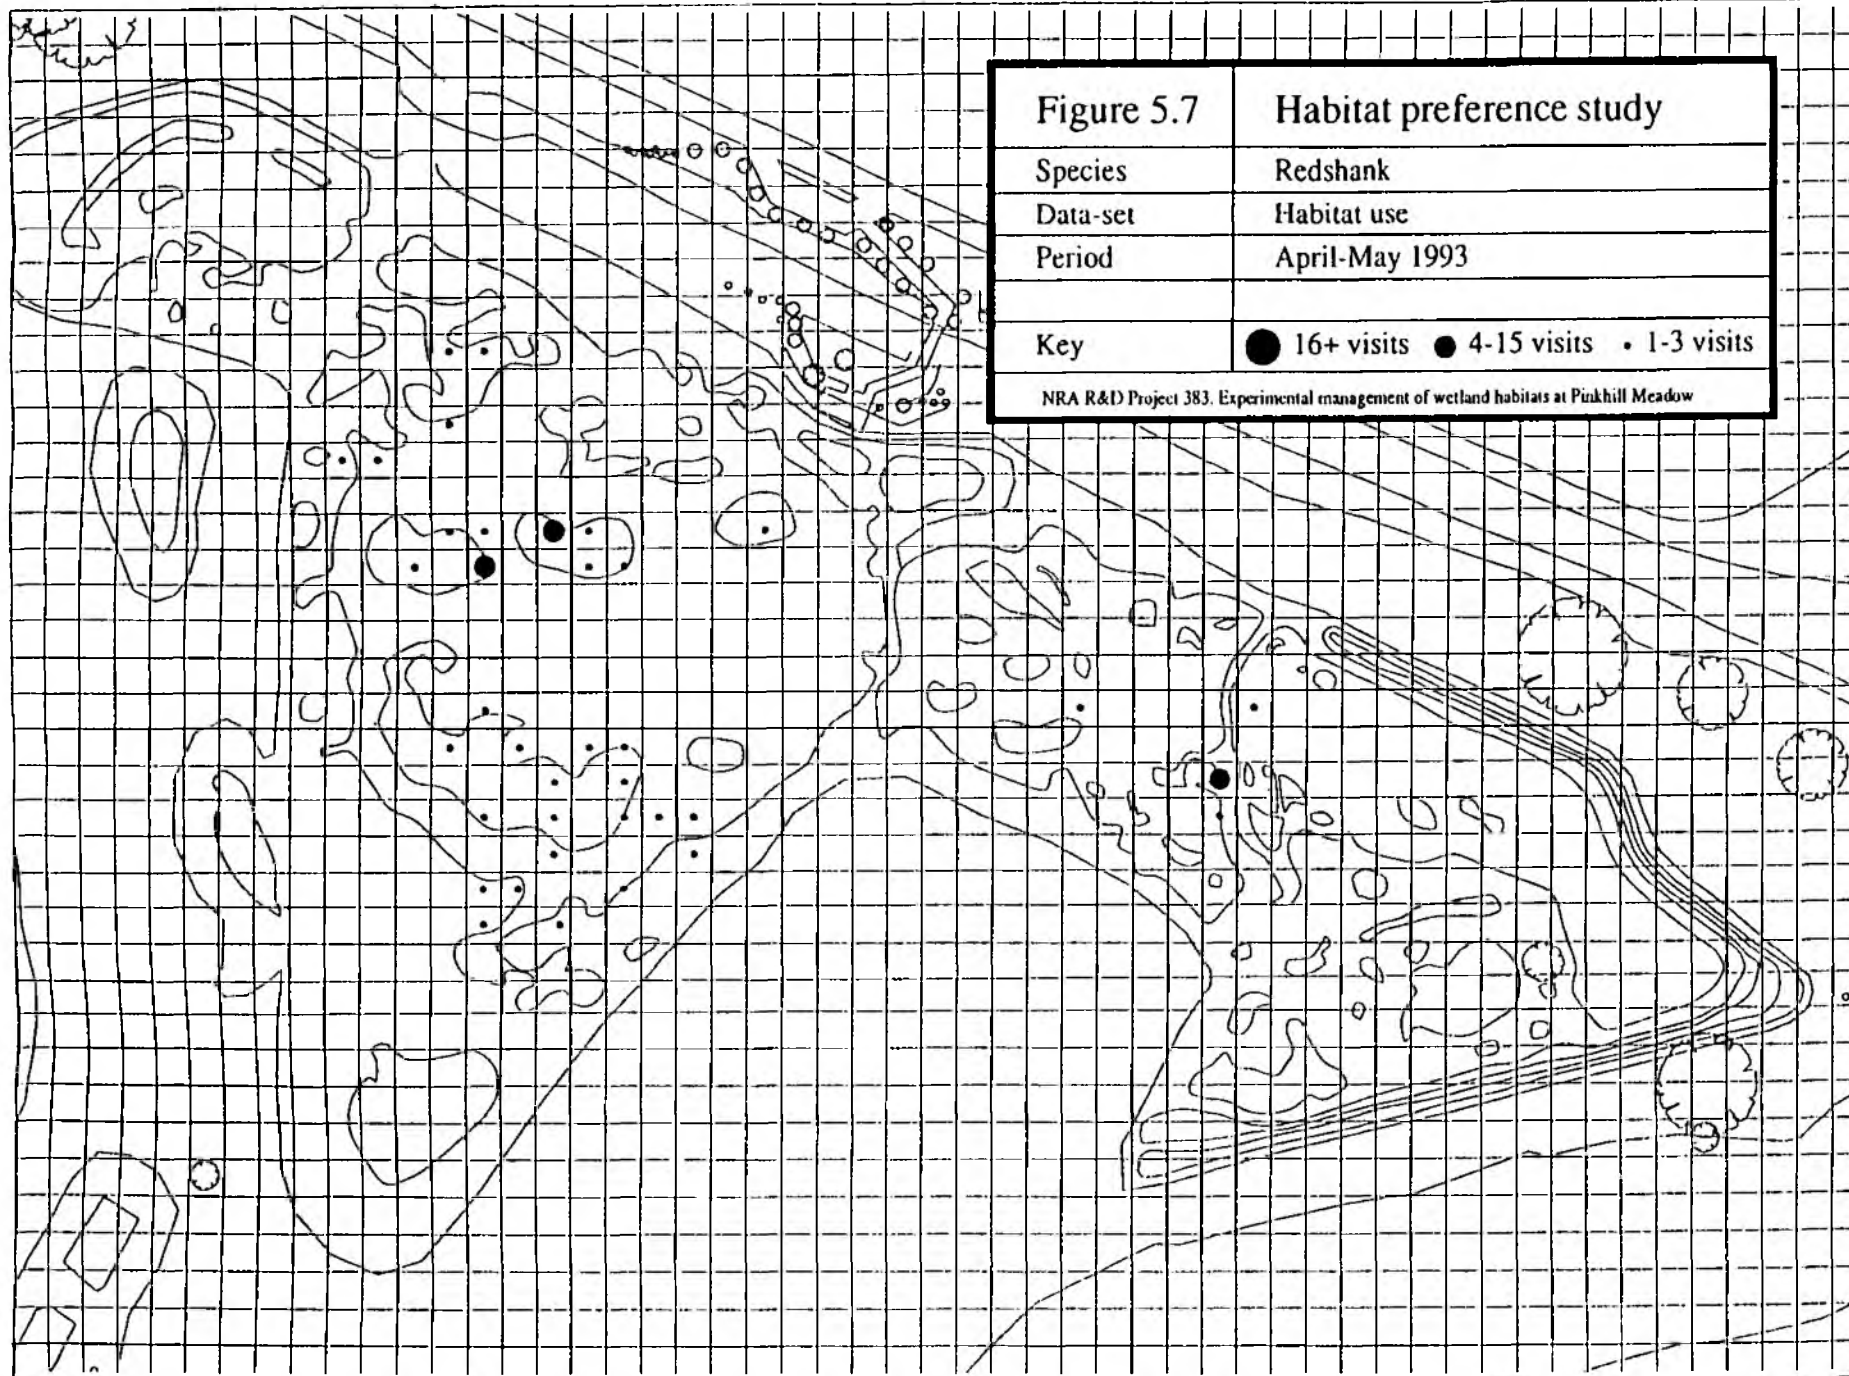 Figure 5.7 Habitat preference study
Species Redshank
Data-set Habitat use
Period April-May 1993
Key 16+ visits 4-15 visits 1-3 visits
NRA R&D Project 383. Experimental management of wetland habitats at Pinkhill Meadow